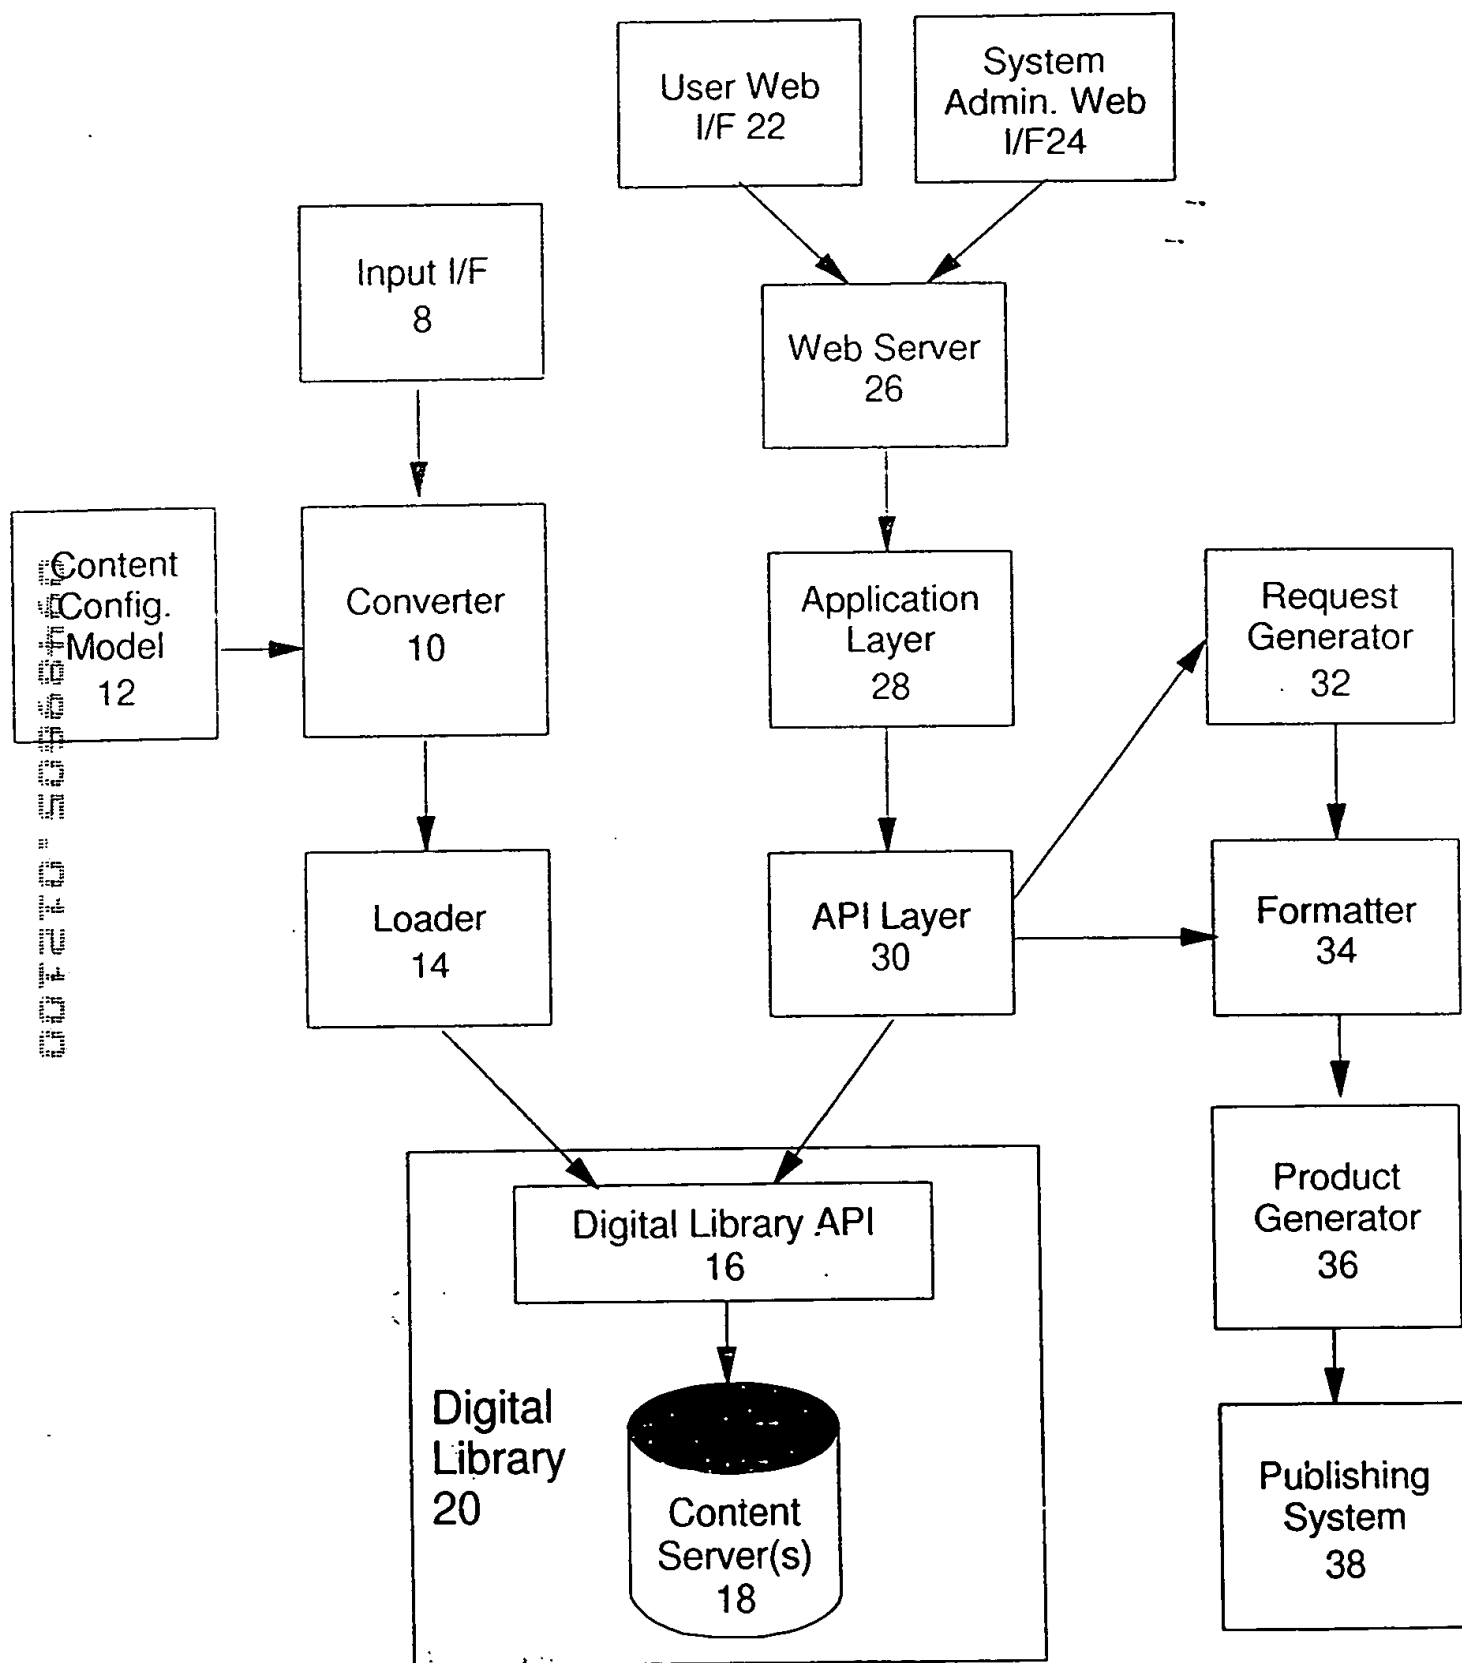 User Web
I/F 22
System
Admin. Web
I/F24
Input I/F
8
Web Server
26
Content
Config.
Model
12
Converter
10
Application
Layer
28
Request
Generator
32
Loader
14
API Layer
30
Formatter
34
Digital Library API
16
Product
Generator
36
Digital
Library
20
Content
Server(s)
18
Publishing
System
38